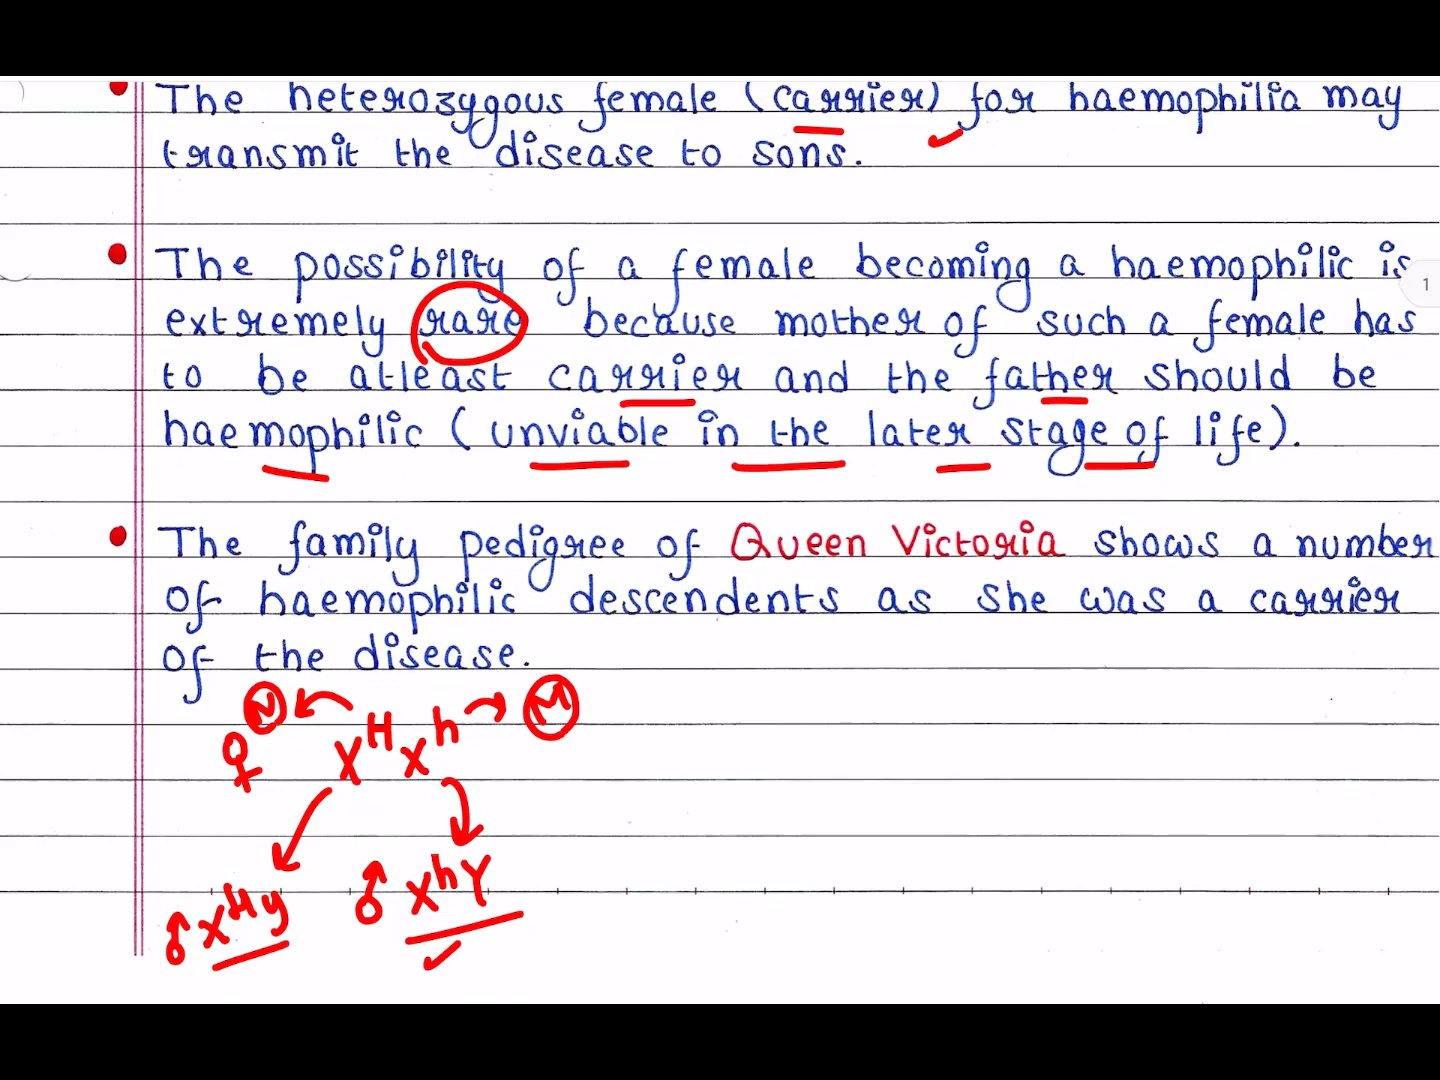 The heterozygous female (carrier) for haemophilia may
transmit the disease to sons.
The possibility of a female becoming a haemophilic is
1
extremely rare because mother of such a female has
to be atleast carrier and the father should be
haemophilic (unviable in the later stage of life).
The family pedigree of Queen Victoria shows a number
of haemophilic descendents as she was a carrier
of the disease.
N M
♀ X^H X^h
♂ X^H Y ♂ X^h Y